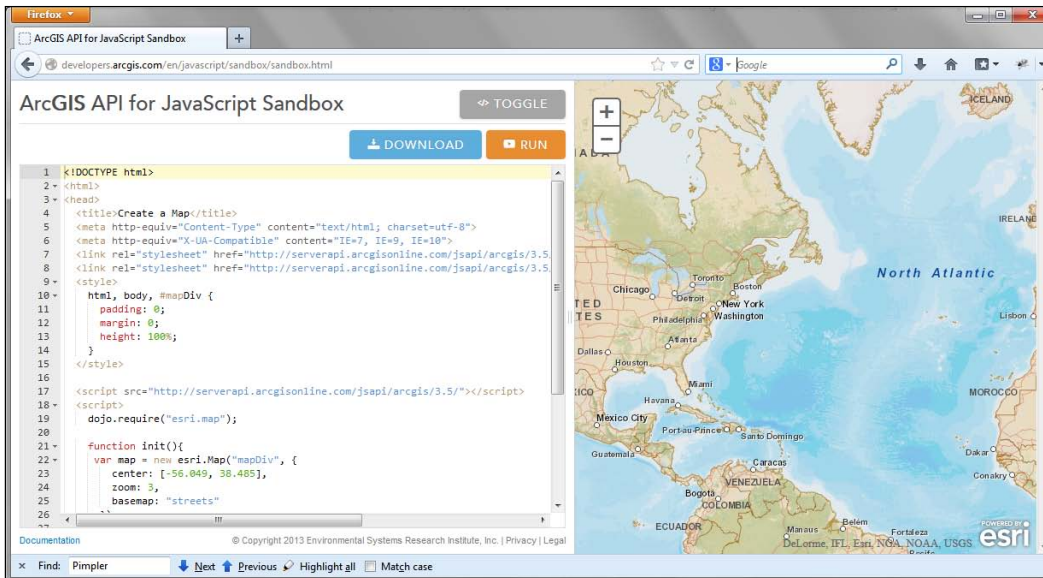 Firefox
ArcGIS API for JavaScript Sandbox
developers.arcgis.com/en/javascript/sandbox/sandbox.html
Google
ArcGIS API for JavaScript Sandbox
</> TOGGLE
DOWNLOAD
RUN
1 <!DOCTYPE html>
2 <html>
3 <head>
4 <title>Create a Map</title>
5 <meta http-equiv="Content-Type" content="text/html; charset=utf-8">
6 <meta http-equiv="X-UA-Compatible" content="IE=7, IE=9, IE=10">
7 <link rel="stylesheet" href="http://serverapi.arcgisonline.com/jsapi/arcgis/3.5
8 <link rel="stylesheet" href="http://serverapi.arcgisonline.com/jsapi/arcgis/3.5
9 <style>
10 html, body, #mapDiv {
11 padding: 0;
12 margin: 0;
13 height: 100%;
14 }
15 </style>
16
17 <script src="http://serverapi.arcgisonline.com/jsapi/arcgis/3.5/"></script>
18 <script>
19 dojo.require("esri.map");
20
21 function init(){
22 var map = new esri.Map("mapDiv", {
23 center: [-56.049, 38.485],
24 zoom: 3,
25 basemap: "streets"
26 });
27
Documentation
© Copyright 2013 Environmental Systems Research Institute, Inc. | Privacy | Legal
+
−
ICELAND
ADA
IRELAND
North Atlantic
Toronto
Chicago
Detroit
Boston
New York
TED
TES
Philadelphia
Washington
Lisbon
Atlanta
Dallas
Houston
Miami
MOROCCO
ICO
Havana
Mexico City
Port-au-Prince
Santo Domingo
Guatemala
Dakar
Caracas
Conakry
VENEZUELA
Bogota
COLOMBIA
ECUADOR
Manaus
Belém
Fortaleza
POWERED BY
esri
DeLorme, IFL, Esri, NGA, NOAA, USGS
Recife
× Find: Pimpler
Next
Previous
Highlight all
Match case